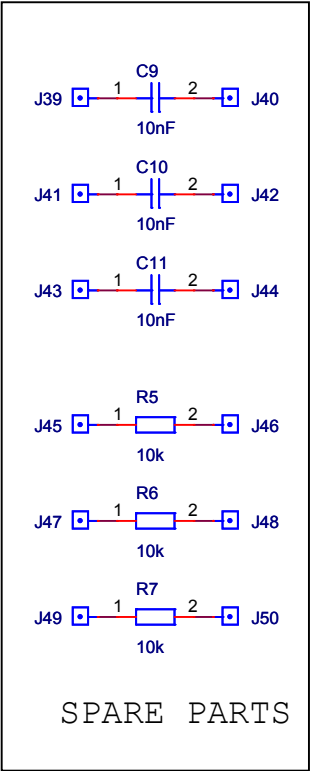 C9
1 2
J39 J40
10nF
C10
1 2
J41 J42
10nF
C11
1 2
J43 J44
10nF
R5
1 2
J45 J46
10k
R6
1 2
J47 J48
10k
R7
1 2
J49 J50
10k
SPARE PARTS